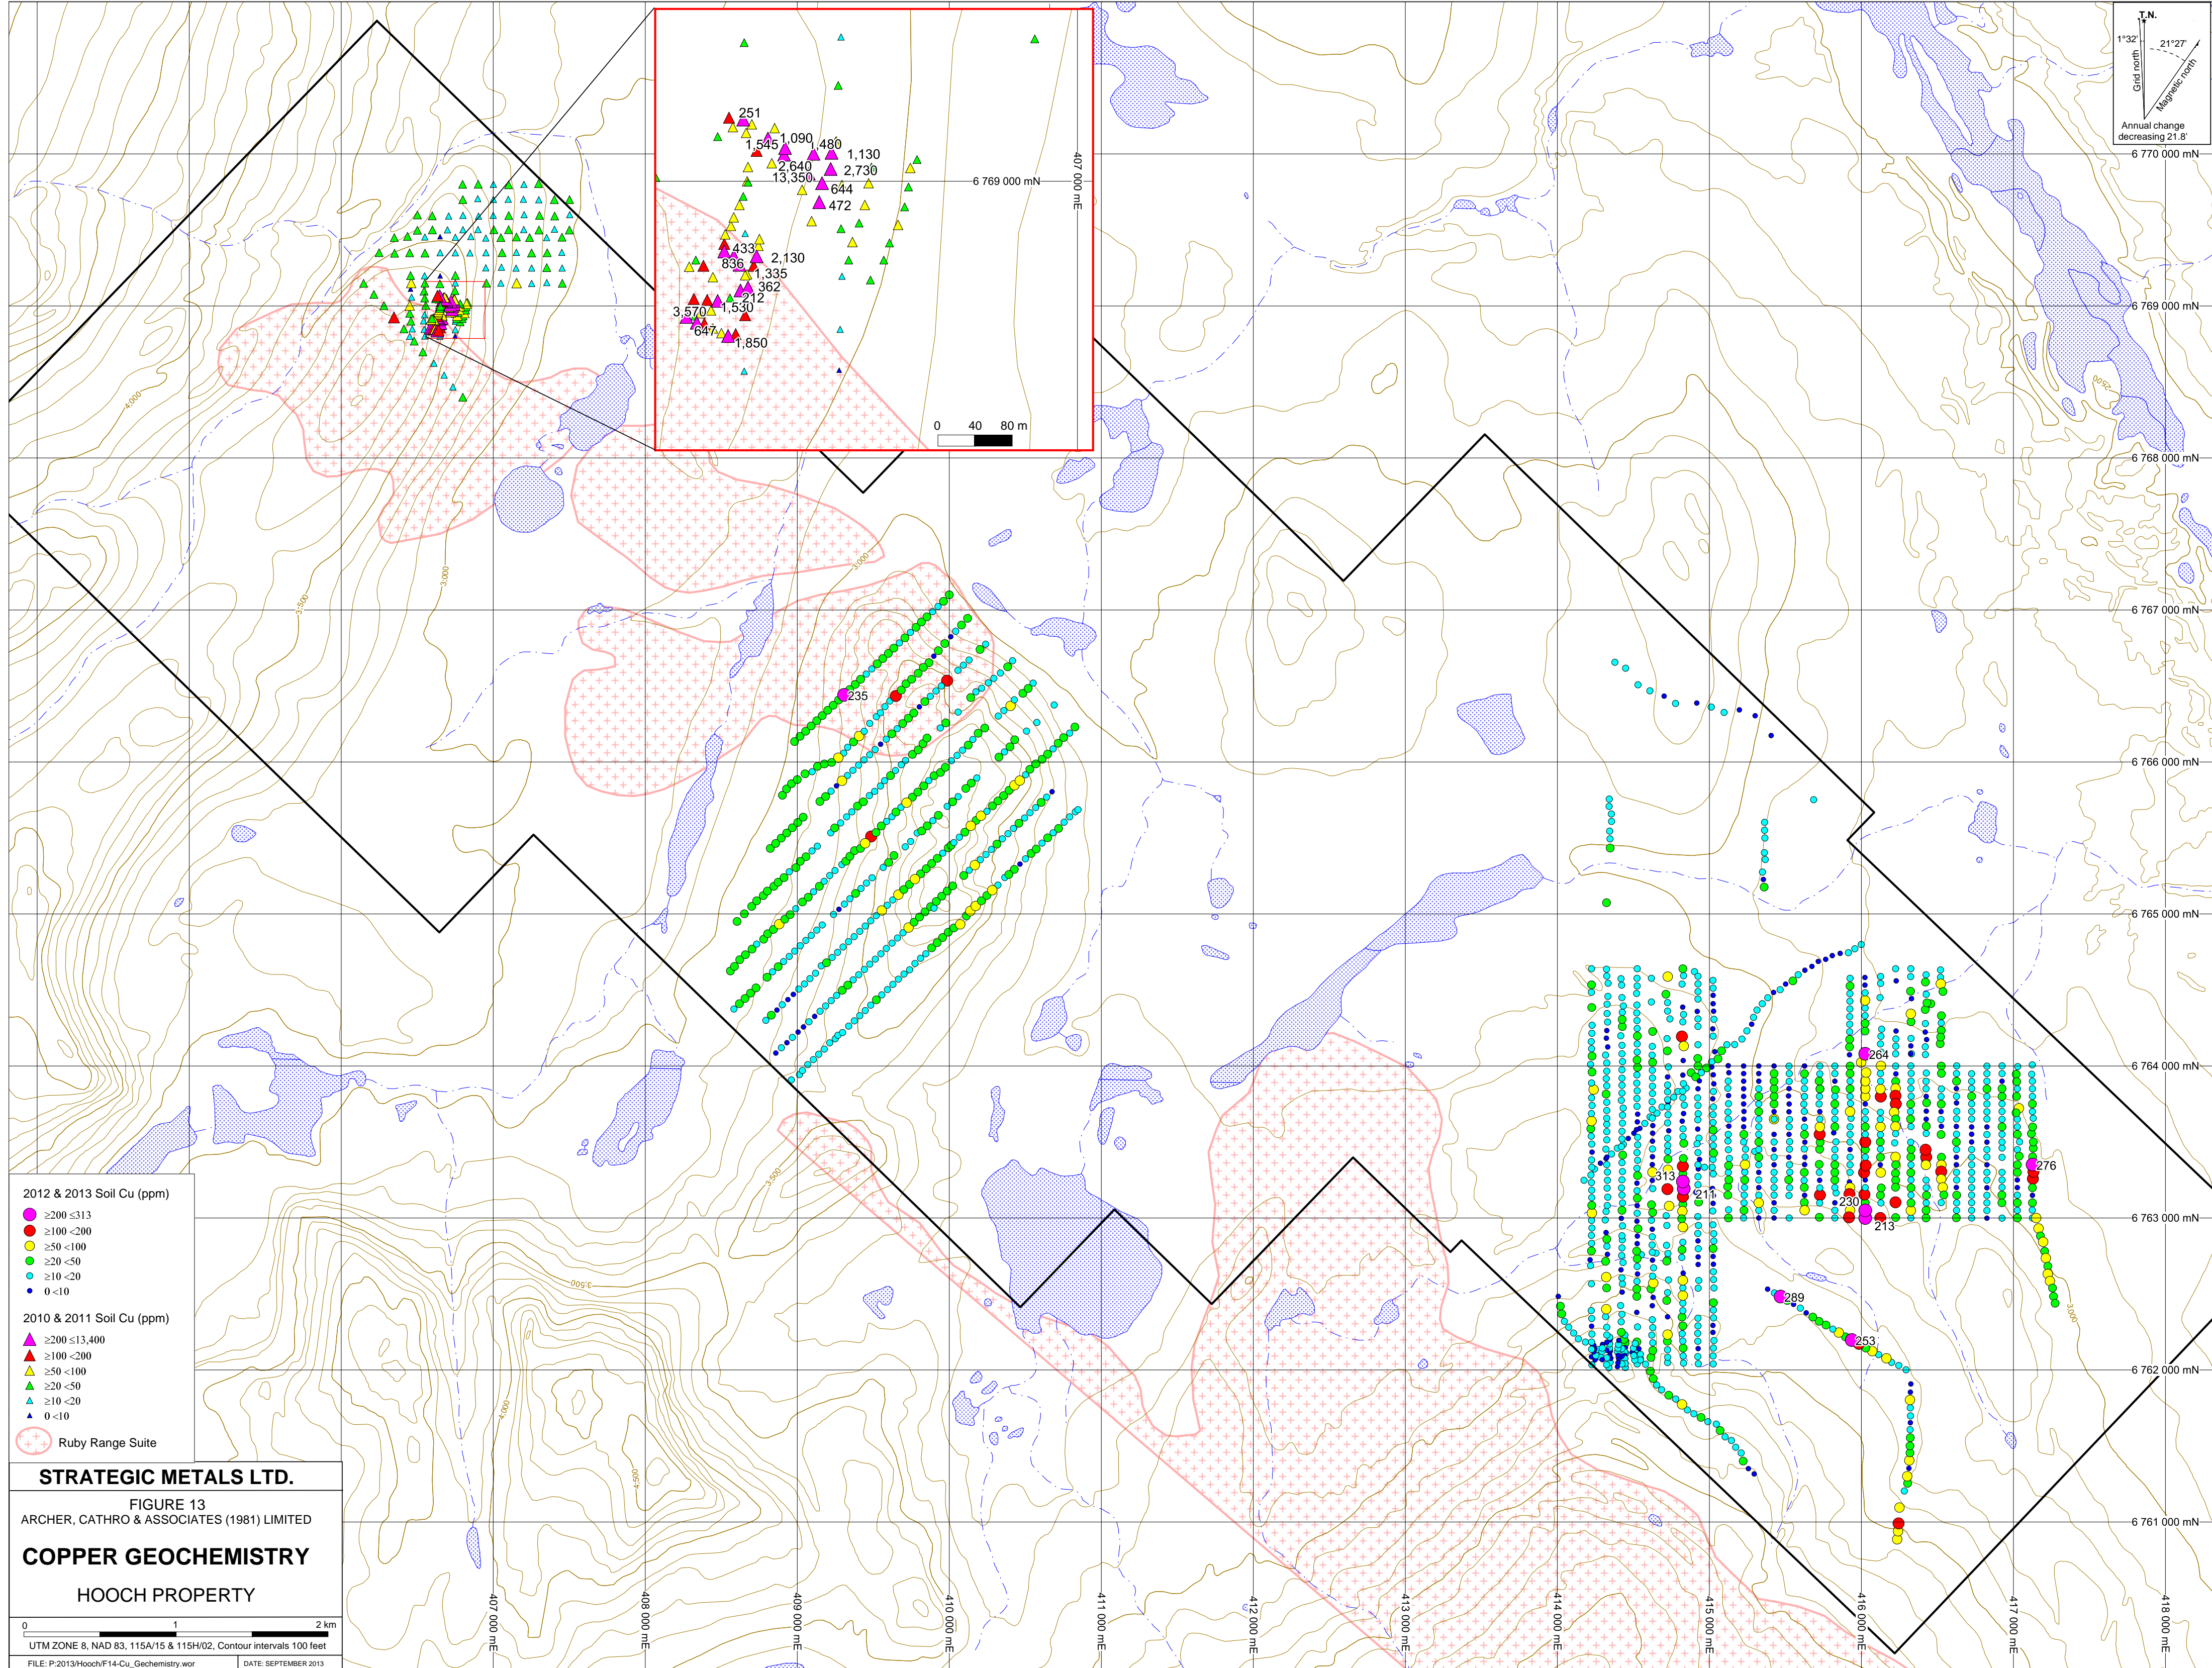 T.N.
1°32'
21°27'
Grid north
Magnetic north
Annual change
decreasing 21.8'
251
1,090
1,545
1,480
1,130
2,640
2,730
13,350
644
472
6 769 000 mN
407 000 mE
433
836
2,130
1,335
362
212
3,570
1,530
647
1,850
0 40 80 m
6 770 000 mN
6 769 000 mN
6 768 000 mN
6 767 000 mN
6 766 000 mN
6 765 000 mN
6 764 000 mN
6 763 000 mN
6 762 000 mN
6 761 000 mN
4,000
3,500
3,000
3,000
2500
235
264
313
211
276
230
213
289
253
3,000
3,500
3,500
4,000
4,500
407 000 mE
408 000 mE
409 000 mE
410 000 mE
411 000 mE
412 000 mE
413 000 mE
414 000 mE
415 000 mE
416 000 mE
417 000 mE
418 000 mE
2012 & 2013 Soil Cu (ppm)
≥200 ≤313
≥100 <200
≥50 <100
≥20 <50
≥10 <20
0 <10
2010 & 2011 Soil Cu (ppm)
≥200 ≤13,400
≥100 <200
≥50 <100
≥20 <50
≥10 <20
0 <10
Ruby Range Suite
STRATEGIC METALS LTD.
FIGURE 13
ARCHER, CATHRO & ASSOCIATES (1981) LIMITED
COPPER GEOCHEMISTRY
HOOCH PROPERTY
0 1 2 km
UTM ZONE 8, NAD 83, 115A/15 & 115H/02, Contour intervals 100 feet
FILE: P:2013/Hooch/F14-Cu_Gechemistry.wor
DATE: SEPTEMBER 2013